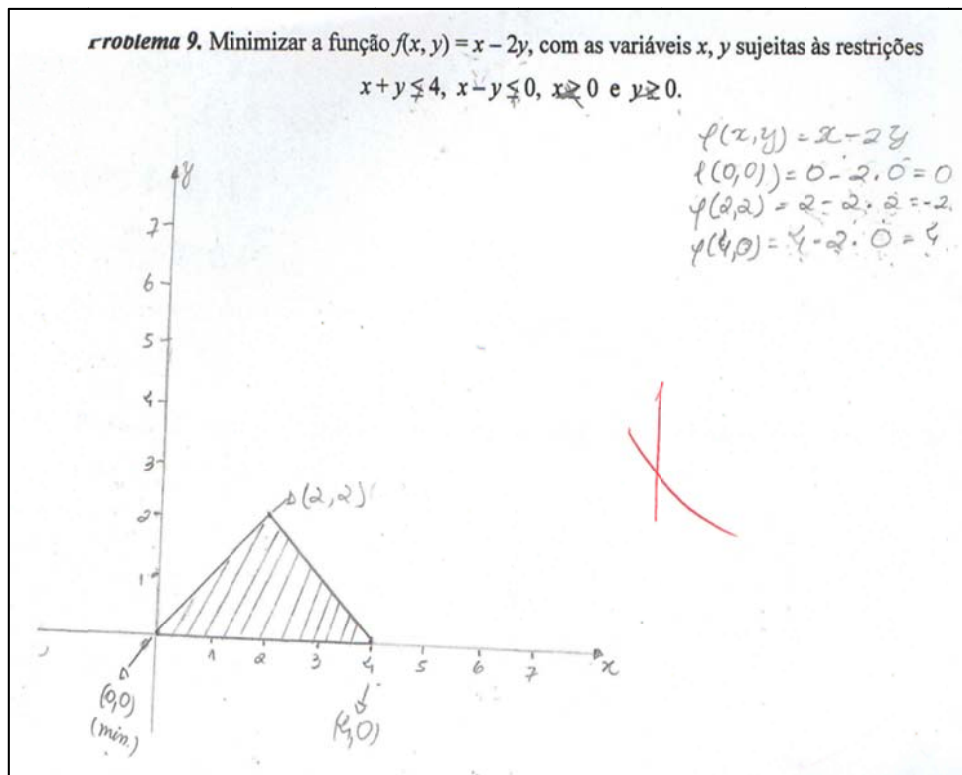 Problema 9. Minimizar a função f(x, y) = x – 2y, com as variáveis x, y sujeitas às restrições
x + y ≤ 4, x – y ≤ 0, x ≥ 0 e y ≥ 0.
f(x,y) = x - 2y
f(0,0)) = 0 - 2.0 = 0
f(2,2) = 2 - 2.2 = -2
f(4,0) = 4 - 2.0 = 4
y
7
6
5
4
3
(2,2)
2
1
0
1 2 3 4 5 6 7 x
(0,0)
(min.)
(4,0)